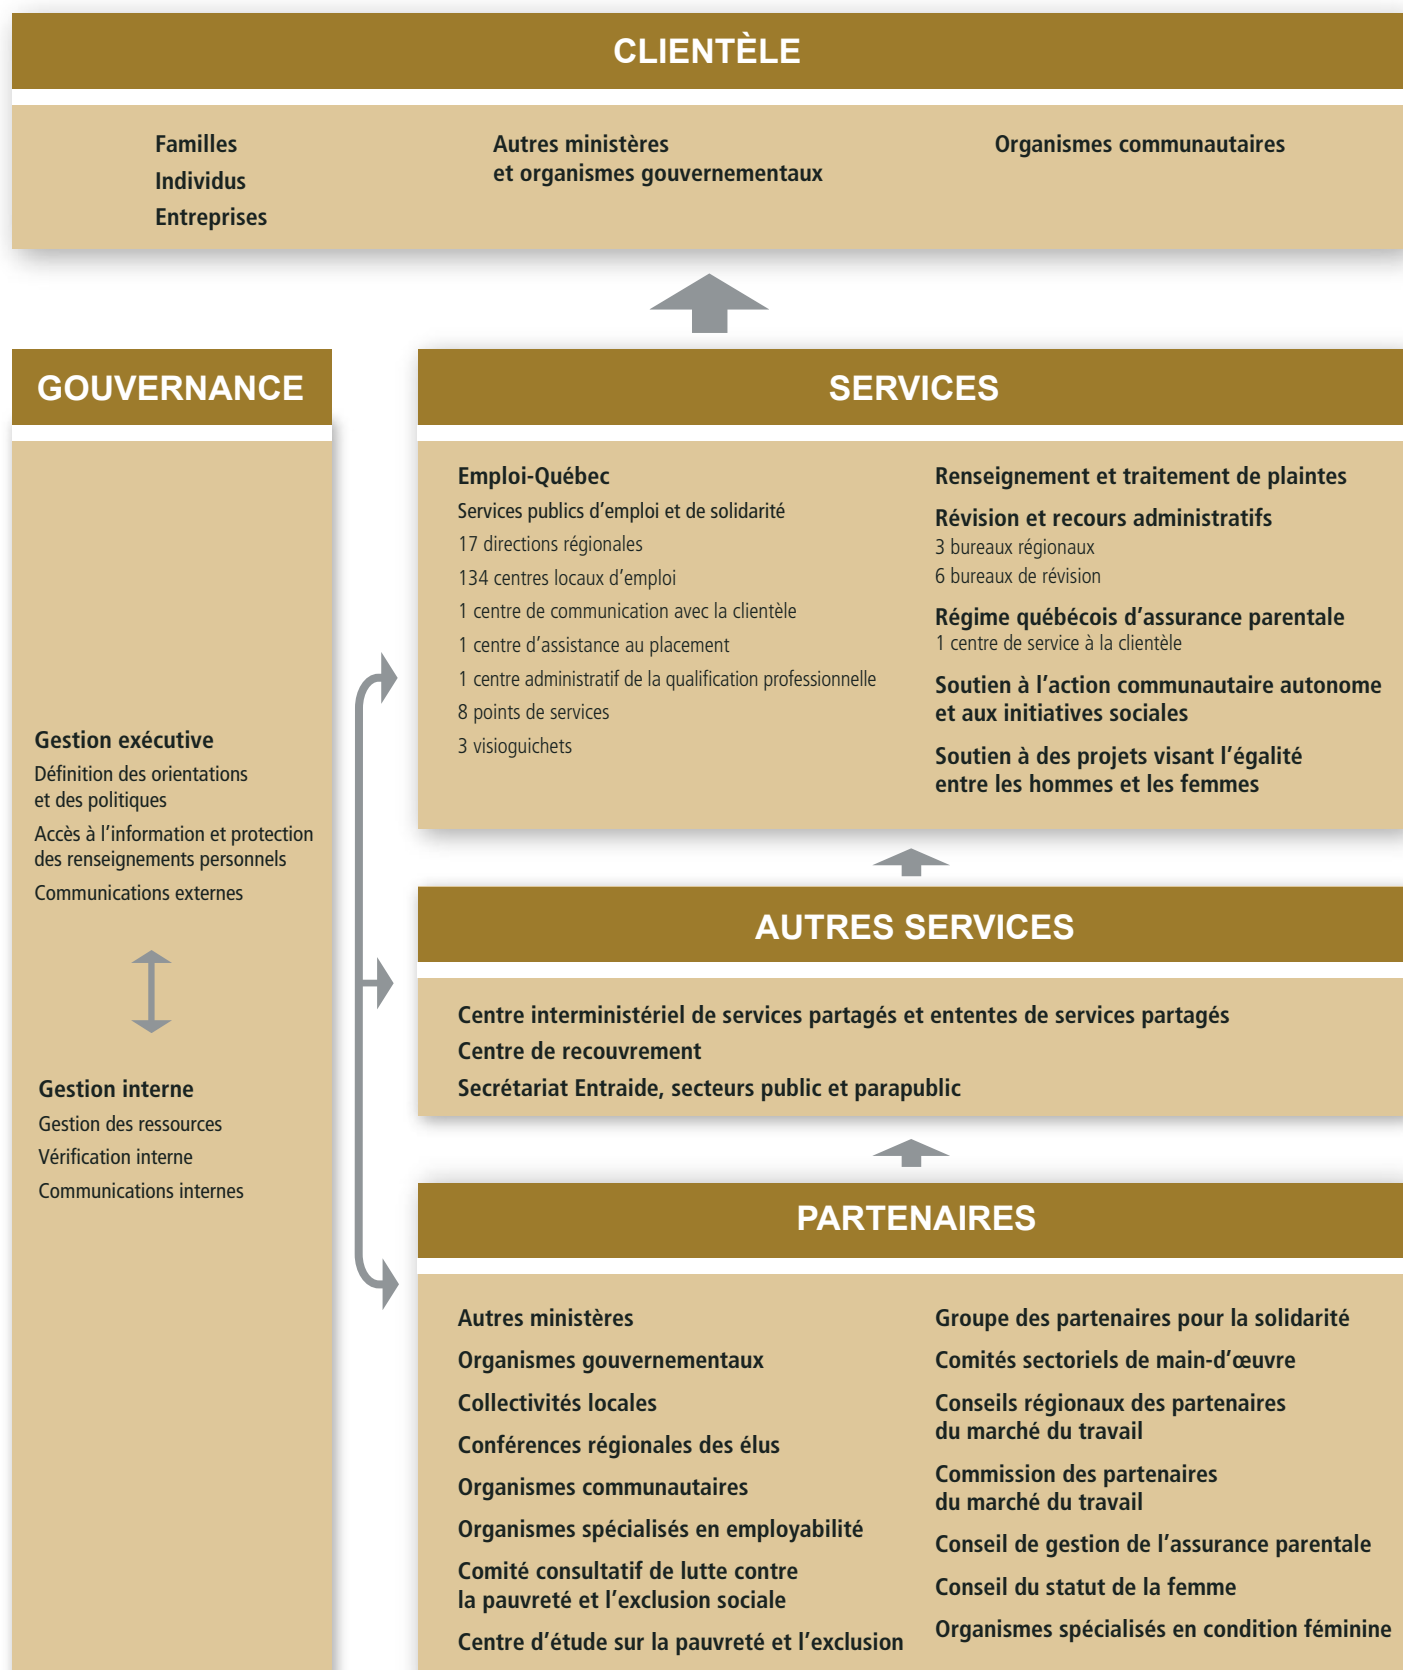 CLIENTÈLE
Familles
Individus
Entreprises
Autres ministères
et organismes gouvernementaux
Organismes communautaires
GOUVERNANCE
Gestion exécutive
Définition des orientations
et des politiques
Accès à l’information et protection
des renseignements personnels
Communications externes
Gestion interne
Gestion des ressources
Vérification interne
Communications internes
SERVICES
Emploi-Québec
Services publics d’emploi et de solidarité
17 directions régionales
134 centres locaux d’emploi
1 centre de communication avec la clientèle
1 centre d’assistance au placement
1 centre administratif de la qualification professionnelle
8 points de services
3 visioguichets
Renseignement et traitement de plaintes
Révision et recours administratifs
3 bureaux régionaux
6 bureaux de révision
Régime québécois d’assurance parentale
1 centre de service à la clientèle
Soutien à l’action communautaire autonome
et aux initiatives sociales
Soutien à des projets visant l’égalité
entre les hommes et les femmes
AUTRES SERVICES
Centre interministériel de services partagés et ententes de services partagés
Centre de recouvrement
Secrétariat Entraide, secteurs public et parapublic
PARTENAIRES
Autres ministères
Organismes gouvernementaux
Collectivités locales
Conférences régionales des élus
Organismes communautaires
Organismes spécialisés en employabilité
Comité consultatif de lutte contre
la pauvreté et l’exclusion sociale
Centre d’étude sur la pauvreté et l’exclusion
Groupe des partenaires pour la solidarité
Comités sectoriels de main-d’œuvre
Conseils régionaux des partenaires
du marché du travail
Commission des partenaires
du marché du travail
Conseil de gestion de l’assurance parentale
Conseil du statut de la femme
Organismes spécialisés en condition féminine